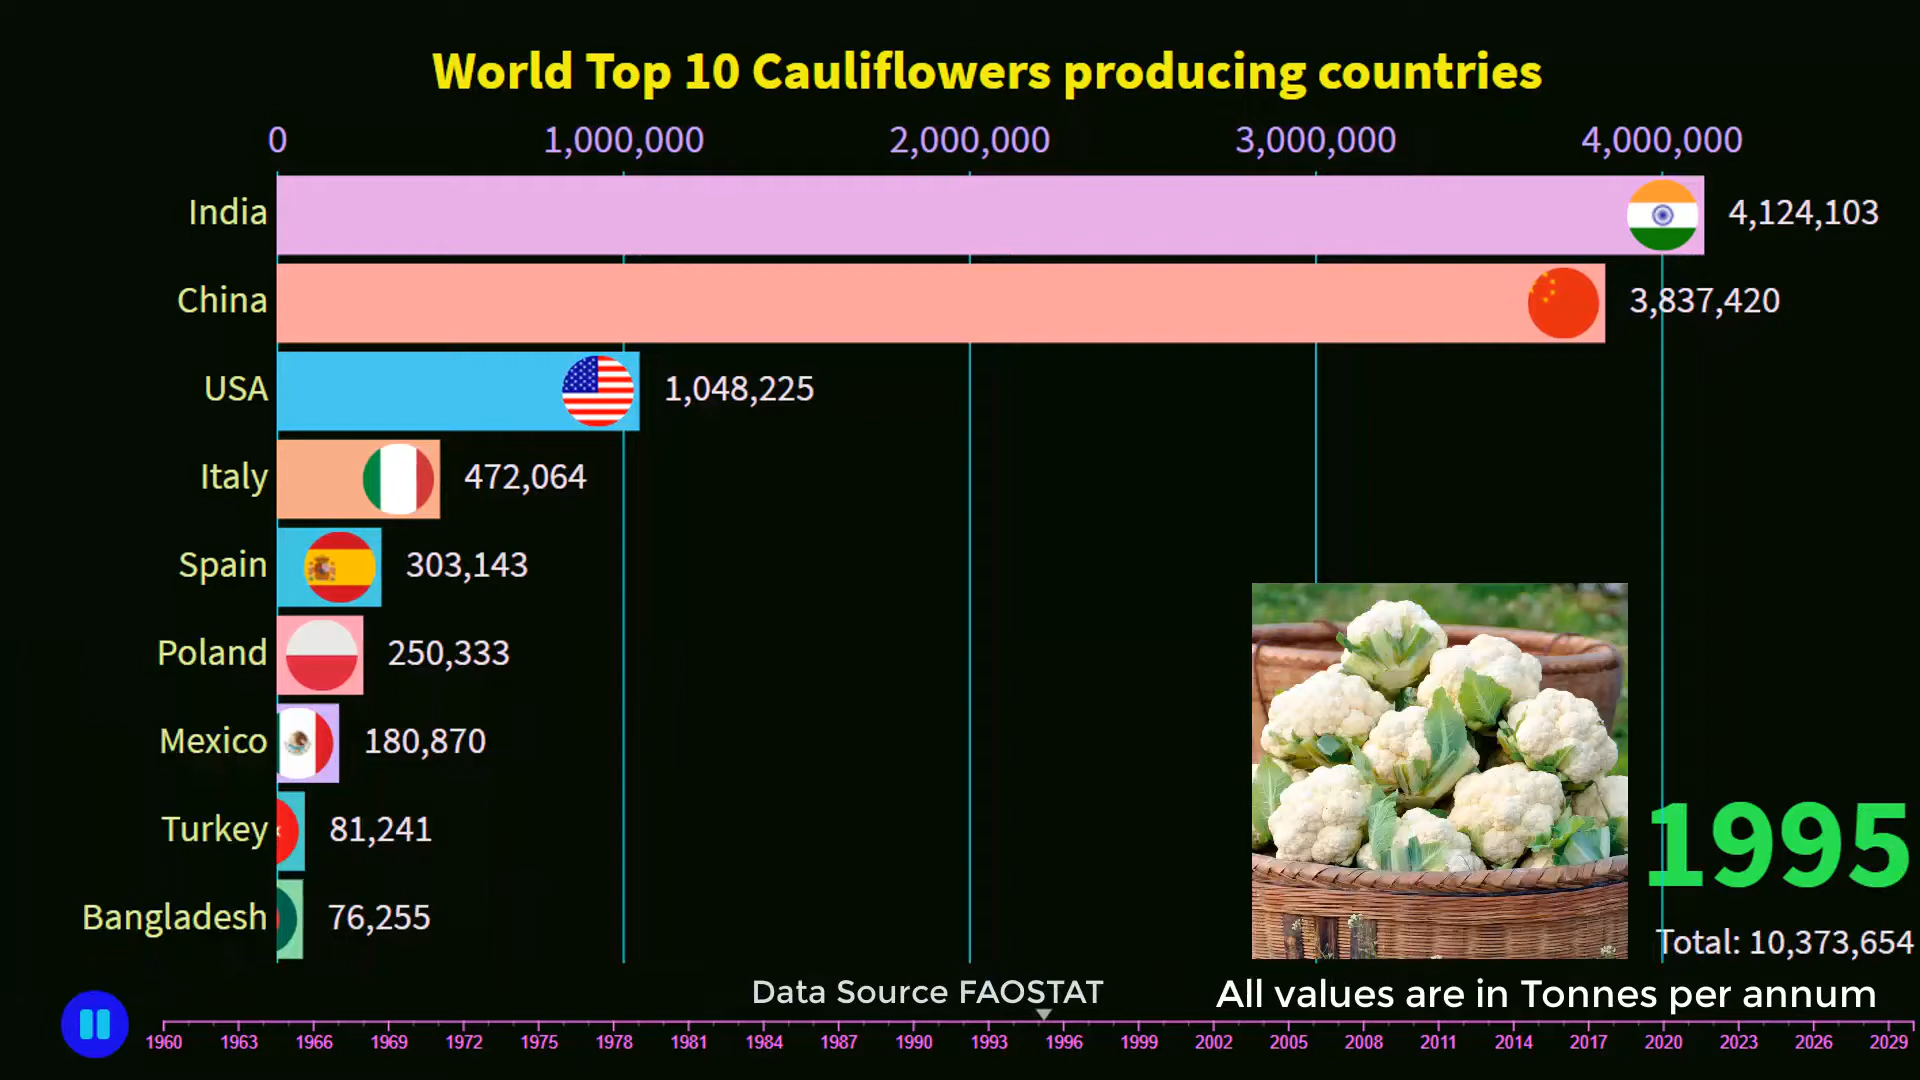 World Top 10 Cauliflowers producing countries
0 1,000,000 2,000,000 3,000,000 4,000,000
India 4,124,103
China 3,837,420
USA 1,048,225
Italy 472,064
Spain 303,143
Poland 250,333
Mexico 180,870
Turkey 81,241
Bangladesh 76,255
1995
Total: 10,373,654
Data Source FAOSTAT
All values are in Tonnes per annum
1960 1963 1966 1969 1972 1975 1978 1981 1984 1987 1990 1993 1996 1999 2002 2005 2008 2011 2014 2017 2020 2023 2026 2029